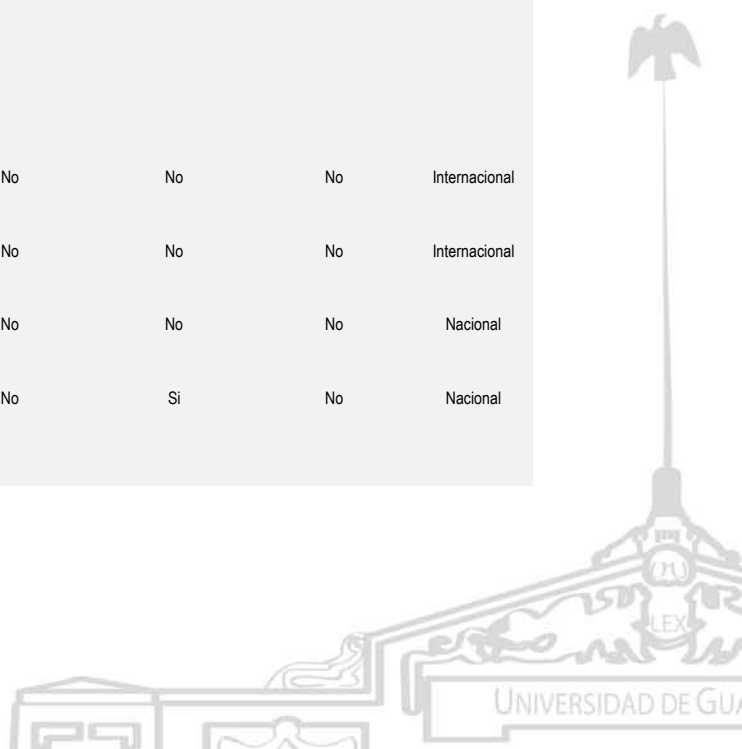 No No No Internacional
No No No Internacional
No No No Nacional
No Si No Nacional
LEX
UNIVERSIDAD DE GUA